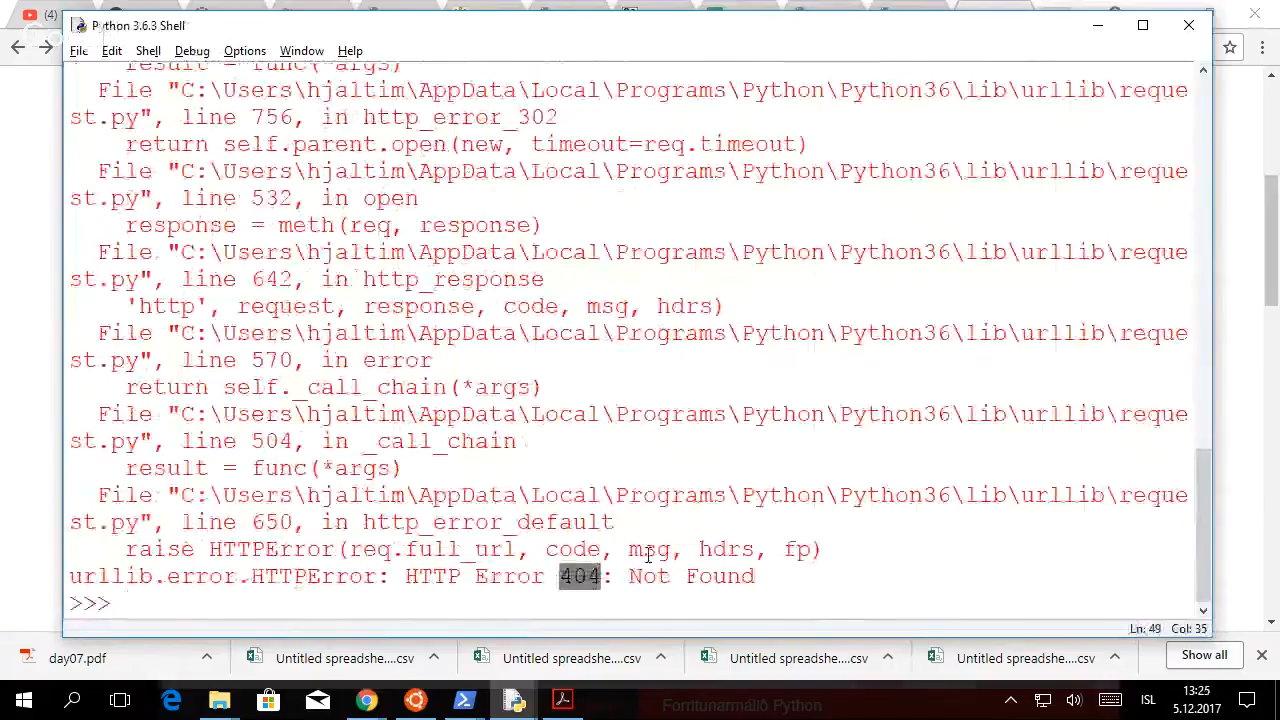 (4)
Python 3.6.3 Shell
File Edit Shell Debug Options Window Help
result = func(*args)
File "C:\Users\hjaltim\AppData\Local\Programs\Python\Python36\lib\urllib\reque
st.py", line 756, in http_error_302
return self.parent.open(new, timeout=req.timeout)
File "C:\Users\hjaltim\AppData\Local\Programs\Python\Python36\lib\urllib\reque
st.py", line 532, in open
response = meth(req, response)
File "C:\Users\hjaltim\AppData\Local\Programs\Python\Python36\lib\urllib\reque
st.py", line 642, in http_response
'http', request, response, code, msg, hdrs)
File "C:\Users\hjaltim\AppData\Local\Programs\Python\Python36\lib\urllib\reque
st.py", line 570, in error
return self._call_chain(*args)
File "C:\Users\hjaltim\AppData\Local\Programs\Python\Python36\lib\urllib\reque
st.py", line 504, in _call_chain
result = func(*args)
File "C:\Users\hjaltim\AppData\Local\Programs\Python\Python36\lib\urllib\reque
st.py", line 650, in http_error_default
raise HTTPError(req.full_url, code, msg, hdrs, fp)
urllib.error.HTTPError: HTTP Error 404: Not Found
>>>
Ln: 49 Col: 35
day07.pdf Untitled spreadshe....csv Untitled spreadshe....csv Untitled spreadshe....csv Untitled spreadshe....csv Show all
Forritunarmálið Python
ÍSL
13:25
5.12.2017